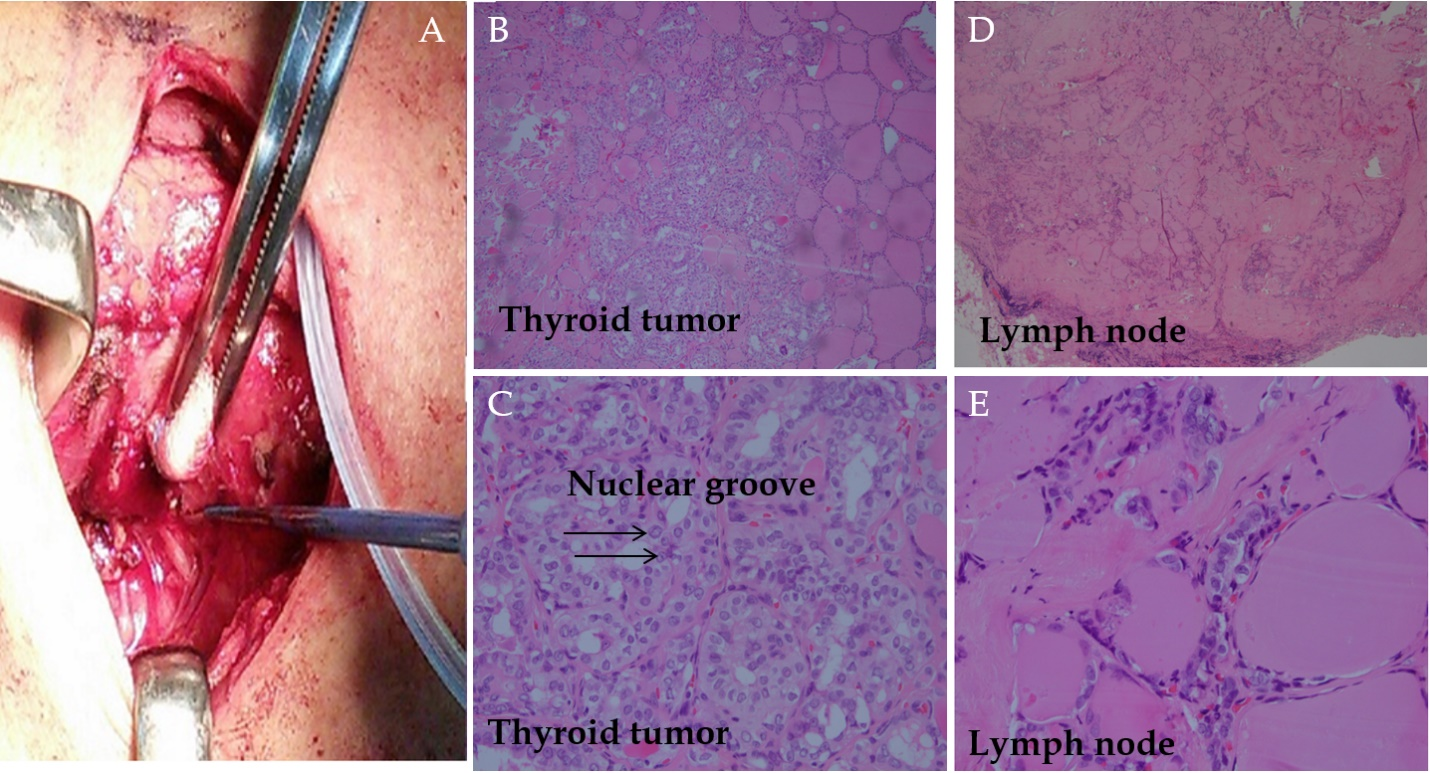 A
B
Thyroid tumor
C
Nuclear groove
Thyroid tumor
D
Lymph node
E
Lymph node